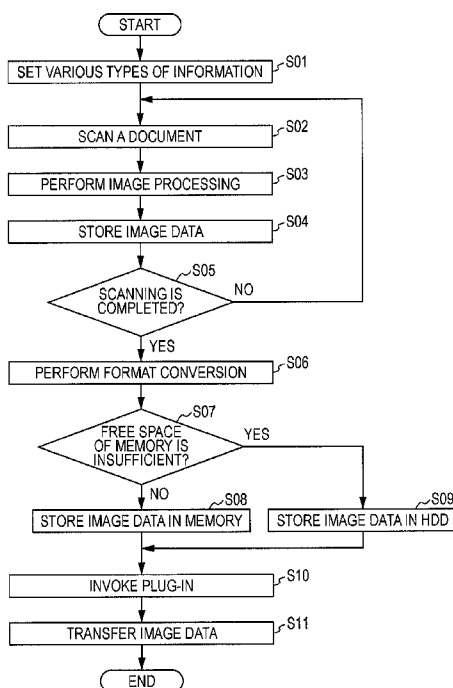 START
SET VARIOUS TYPES OF INFORMATION
S01
SCAN A DOCUMENT
S02
PERFORM IMAGE PROCESSING
S03
STORE IMAGE DATA
S04
S05
SCANNING IS
COMPLETED?
NO
YES
PERFORM FORMAT CONVERSION
S06
S07
FREE SPACE
OF MEMORY IS
INSUFFICIENT?
YES
NO
S08
S09
STORE IMAGE DATA IN MEMORY
STORE IMAGE DATA IN HDD
INVOKE PLUG-IN
S10
TRANSFER IMAGE DATA
S11
END